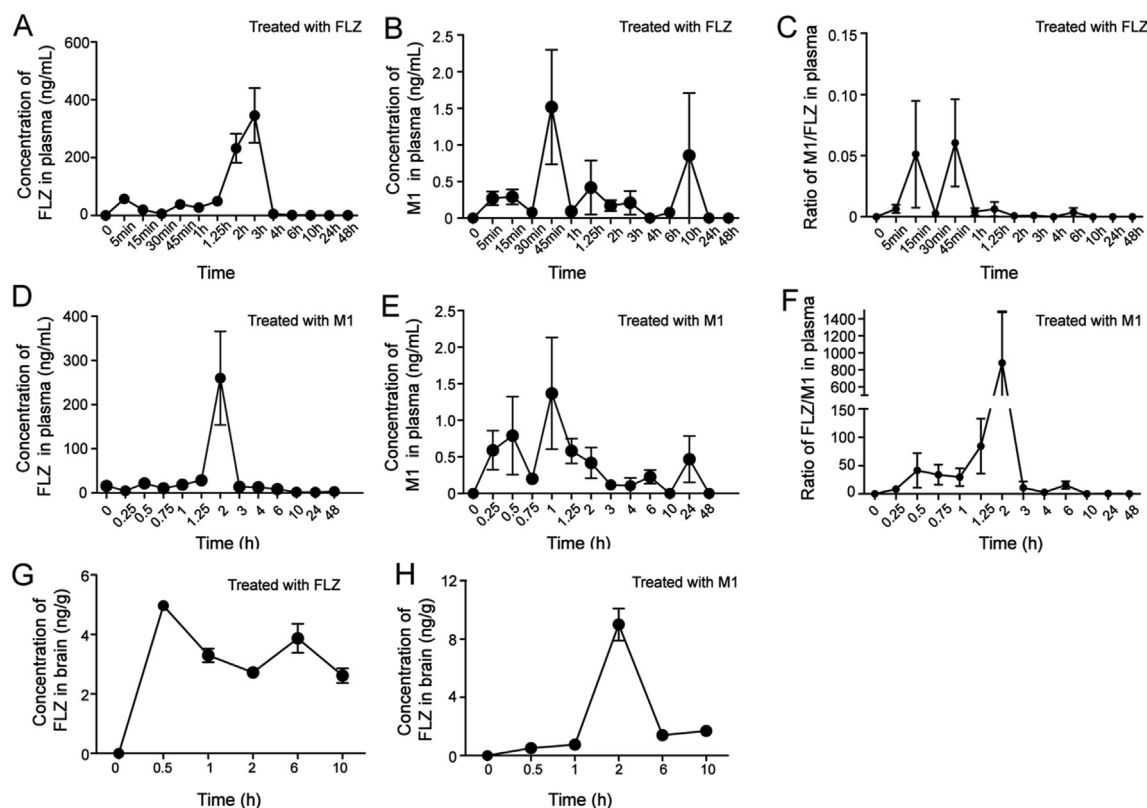 A
Treated with FLZ
Concentration of
FLZ in plasma (ng/mL)
600
400
200
0
0 5min 15min 30min 45min 1h 1.25h 2h 3h 4h 6h 10h 24h 48h
Time
B
Treated with FLZ
Concentration of
M1 in plasma (ng/mL)
2.5
2.0
1.5
1.0
0.5
0.0
0 5min 15min 30min 45min 1h 1.25h 2h 3h 4h 6h 10h 24h 48h
Time
C
Treated with FLZ
Ratio of M1/FLZ in plasma
0.15
0.10
0.05
0.00
0 5min 15min 30min 45min 1h 1.25h 2h 3h 4h 6h 10h 24h 48h
Time
D
Treated with M1
Concentration of
FLZ in plasma (ng/mL)
400
300
200
100
0
0 0.25 0.5 0.75 1 1.25 2 3 4 6 10 24 48
Time (h)
E
Treated with M1
Concentration of
M1 in plasma (ng/mL)
2.5
2.0
1.5
1.0
0.5
0.0
0 0.25 0.5 0.75 1 1.25 2 3 4 6 10 24 48
Time (h)
F
Treated with M1
Ratio of FLZ/M1 in plasma
1400
1200
1000
800
600
150
100
50
0
0 0.25 0.5 0.75 1 1.25 2 3 4 6 10 24 48
Time (h)
G
Treated with FLZ
Concentration of
FLZ in brain (ng/g)
6
4
2
0
0 0.5 1 2 6 10
Time (h)
H
Treated with M1
Concentration of
FLZ in brain (ng/g)
12
9
6
3
0
0 0.5 1 2 6 10
Time (h)